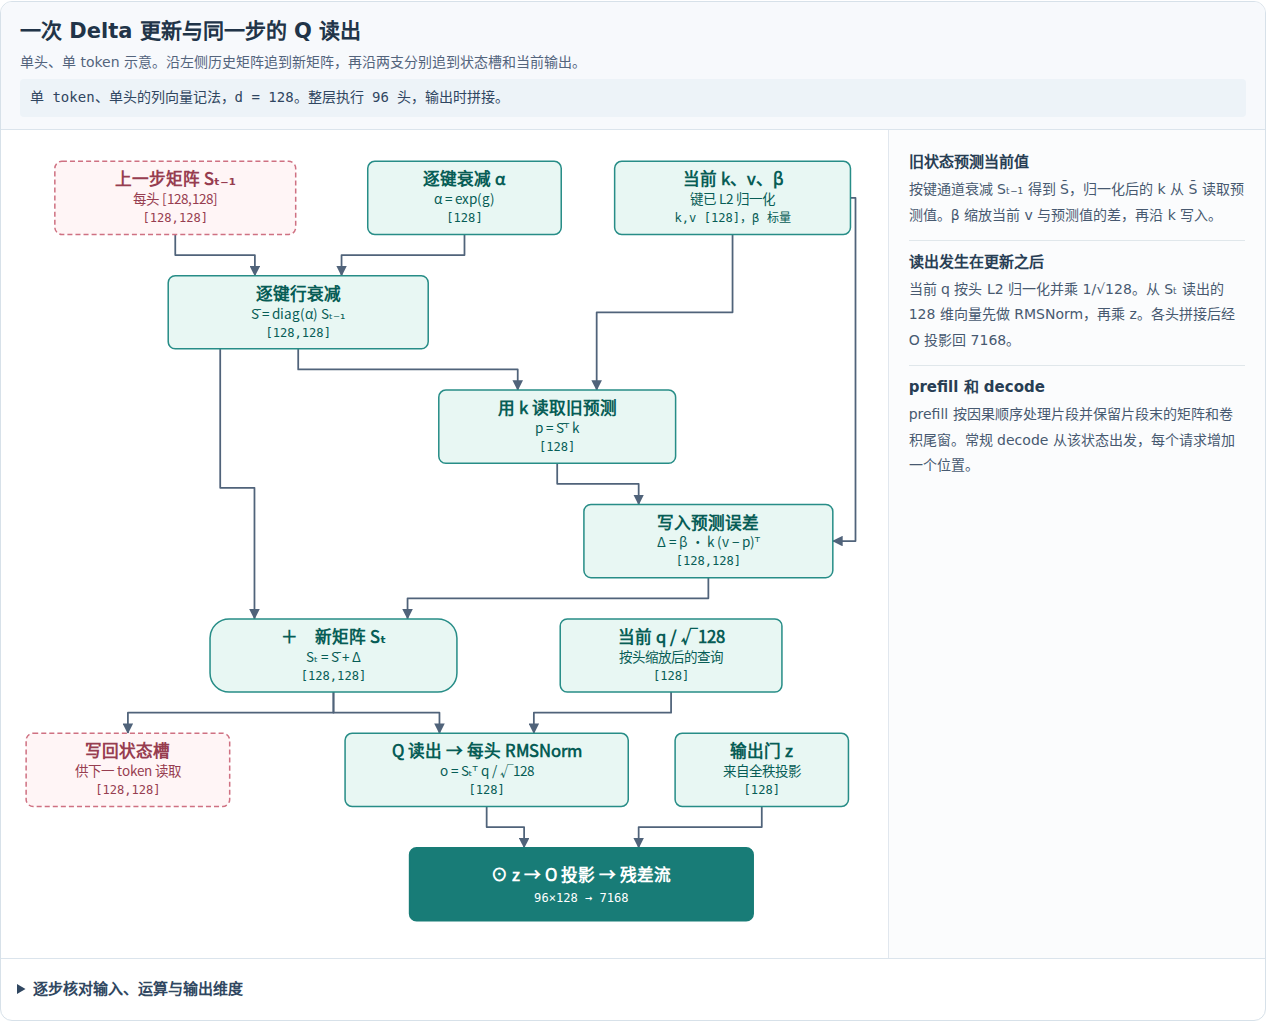 一次 Delta 更新与同一步的 Q 读出
单头、单 token 示意。沿左侧历史矩阵追到新矩阵，再沿两支分别追到状态槽和当前输出。
单 token、单头的列向量记法，d = 128。整层执行 96 头，输出时拼接。
上一步矩阵 Sₜ₋₁
每头 [128,128]
[128,128]
逐键衰减 α
α = exp(g)
[128]
当前 k、v、β
键已 L2 归一化
k,v [128]，β 标量
逐键行衰减
S̄ = diag(α) Sₜ₋₁
[128,128]
用 k 读取旧预测
p = S̄ᵀ k
[128]
写入预测误差
Δ = β · k (v − p)ᵀ
[128,128]
＋ 新矩阵 Sₜ
Sₜ = S̄ + Δ
[128,128]
当前 q / √128
按头缩放后的查询
[128]
写回状态槽
供下一 token 读取
[128,128]
Q 读出 → 每头 RMSNorm
o = Sₜᵀ q / √128
[128]
输出门 z
来自全秩投影
[128]
⊙ z → O 投影 → 残差流
96×128 → 7168
旧状态预测当前值
按键通道衰减 Sₜ₋₁ 得到 S̄，归一化后的 k 从 S̄ 读取预
测值。β 缩放当前 v 与预测值的差，再沿 k 写入。
读出发生在更新之后
当前 q 按头 L2 归一化并乘 1/√128。从 Sₜ 读出的
128 维向量先做 RMSNorm，再乘 z。各头拼接后经
O 投影回 7168。
prefill 和 decode
prefill 按因果顺序处理片段并保留片段末的矩阵和卷
积尾窗。常规 decode 从该状态出发，每个请求增加
一个位置。
▶ 逐步核对输入、运算与输出维度